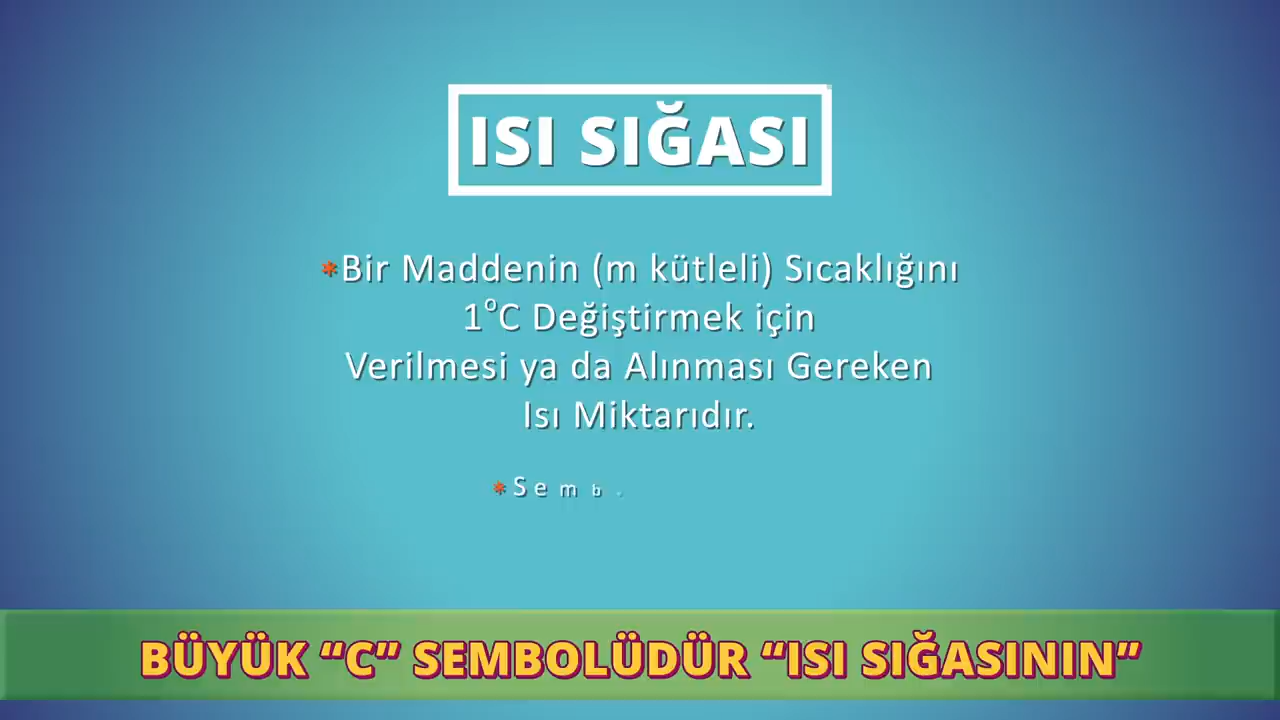 ISI SIĞASI
*Bir Maddenin (m kütleli) Sıcaklığını
1°C Değiştirmek için
Verilmesi ya da Alınması Gereken
Isı Miktarıdır.
*Semb
BÜYÜK “C” SEMBOLÜDÜR “ISI SIĞASININ”